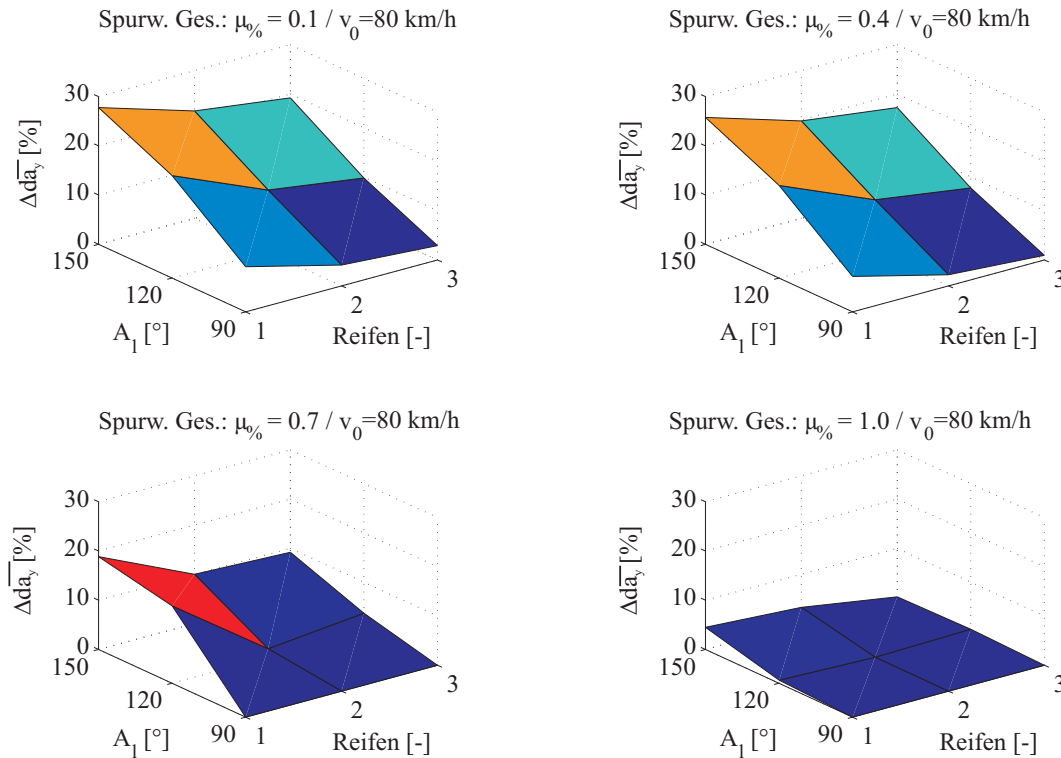 Spurw. Ges.: μ% = 0.1 / v0=80 km/h
Δda̅y [%]
30
20
10
0
150
120
90
A1 [°]
1
2
3
Reifen [-]
Spurw. Ges.: μ% = 0.4 / v0=80 km/h
Δda̅y [%]
30
20
10
0
150
120
90
A1 [°]
1
2
3
Reifen [-]
Spurw. Ges.: μ% = 0.7 / v0=80 km/h
Δda̅y [%]
30
20
10
0
150
120
90
A1 [°]
1
2
3
Reifen [-]
Spurw. Ges.: μ% = 1.0 / v0=80 km/h
Δda̅y [%]
30
20
10
0
150
120
90
A1 [°]
1
2
3
Reifen [-]